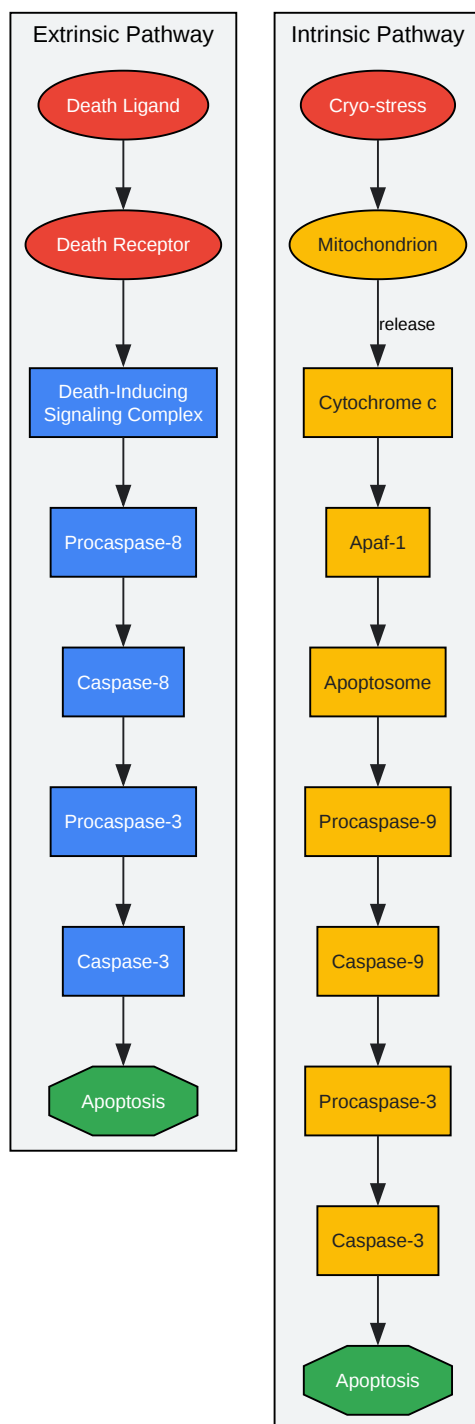 Extrinsic Pathway
Death Ligand
Death Receptor
Death-Inducing
Signaling Complex
Procaspase-8
Caspase-8
Procaspase-3
Caspase-3
Apoptosis
Intrinsic Pathway
Cryo-stress
Mitochondrion
release
Cytochrome c
Apaf-1
Apoptosome
Procaspase-9
Caspase-9
Procaspase-3
Caspase-3
Apoptosis